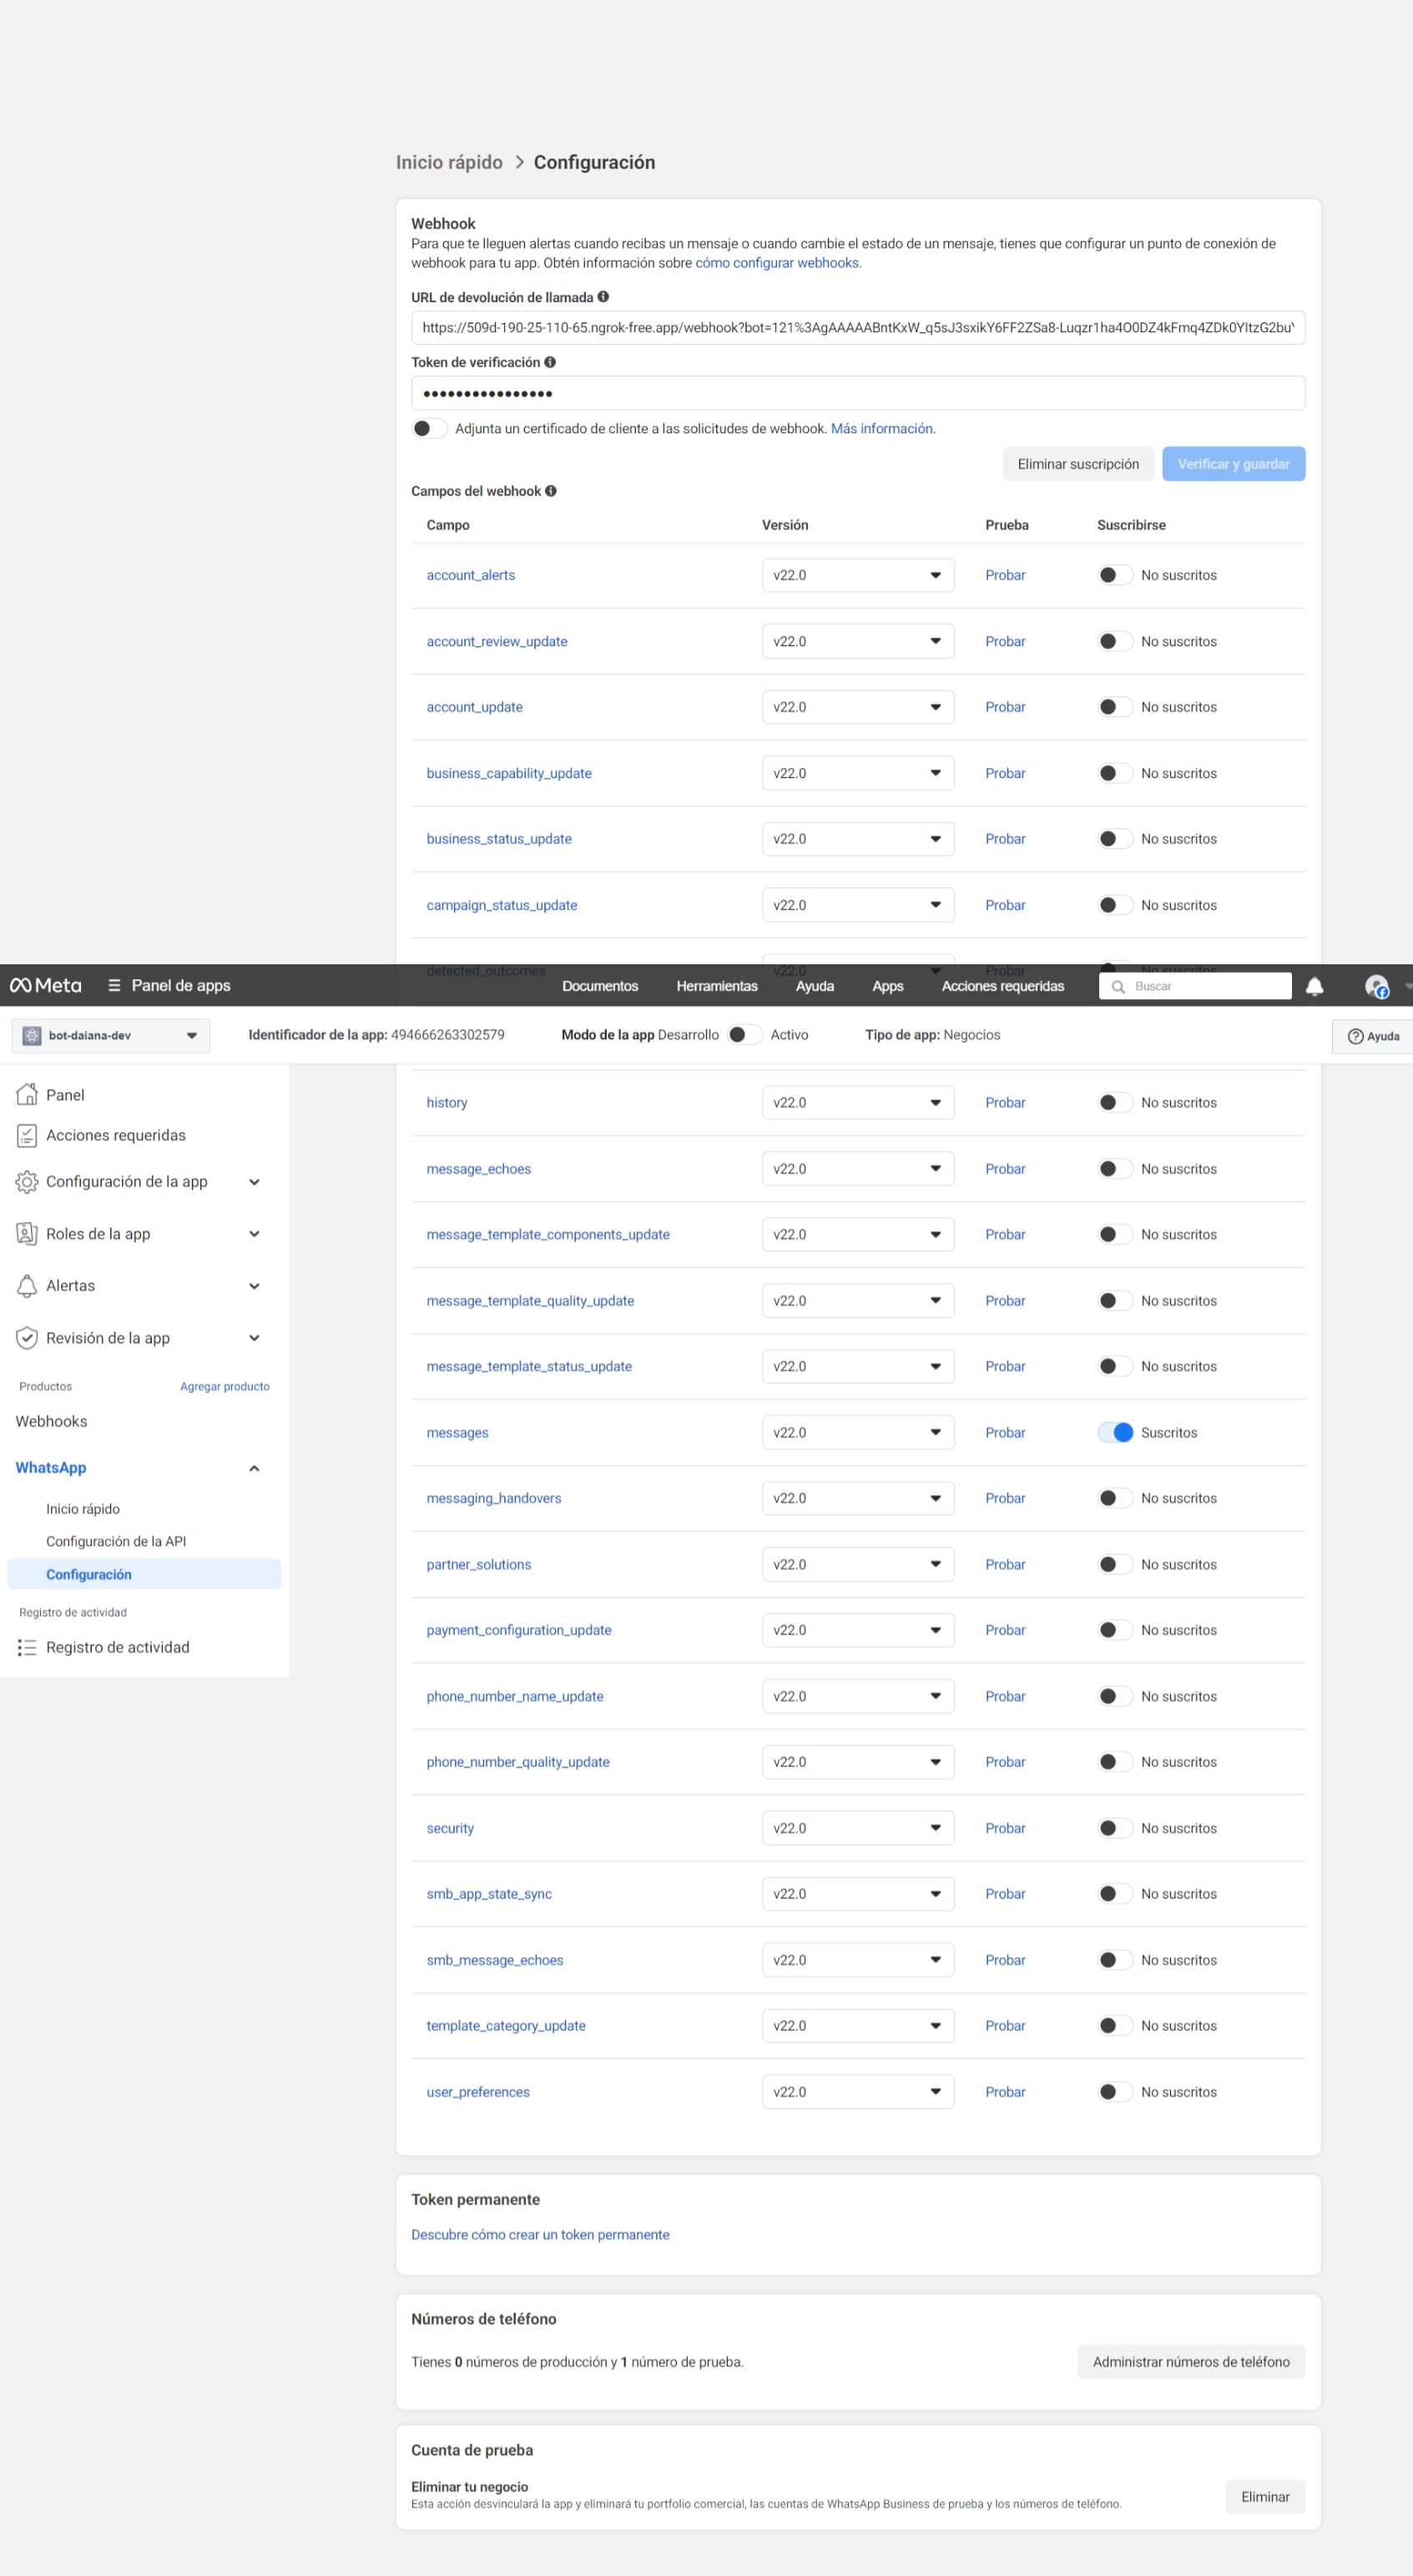 Inicio rápido > Configuración
Webhook
Para que te lleguen alertas cuando recibas un mensaje o cuando cambie el estado de un mensaje, tienes que configurar un punto de conexión de
webhook para tu app. Obtén información sobre cómo configurar webhooks.
URL de devolución de llamada
https://509d-190-25-110-65.ngrok-free.app/webhook?bot=121%3AgAAAAABntKxW_q5sJ3sxikY6FF2ZSa8-Luqzr1ha4O0DZ4kFmq4ZDk0YItzG2bu
Token de verificación
••••••••••••••••
Adjunta un certificado de cliente a las solicitudes de webhook. Más información.
Eliminar suscripción Verificar y guardar
Campos del webhook
Campo Versión Prueba Suscribirse
account_alerts v22.0 Probar No suscritos
account_review_update v22.0 Probar No suscritos
account_update v22.0 Probar No suscritos
business_capability_update v22.0 Probar No suscritos
business_status_update v22.0 Probar No suscritos
campaign_status_update v22.0 Probar No suscritos
detected_outcomes v22.0 Probar No suscritos
Meta Panel de apps Documentos Herramientas Ayuda Apps Acciones requeridas Buscar
bot-daiana-dev Identificador de la app: 494666263302579 Modo de la app Desarrollo Activo Tipo de app: Negocios Ayuda
Panel
Acciones requeridas
Configuración de la app
Roles de la app
Alertas
Revisión de la app
Productos Agregar producto
Webhooks
WhatsApp
Inicio rápido
Configuración de la API
Configuración
Registro de actividad
Registro de actividad
history v22.0 Probar No suscritos
message_echoes v22.0 Probar No suscritos
message_template_components_update v22.0 Probar No suscritos
message_template_quality_update v22.0 Probar No suscritos
message_template_status_update v22.0 Probar No suscritos
messages v22.0 Probar Suscritos
messaging_handovers v22.0 Probar No suscritos
partner_solutions v22.0 Probar No suscritos
payment_configuration_update v22.0 Probar No suscritos
phone_number_name_update v22.0 Probar No suscritos
phone_number_quality_update v22.0 Probar No suscritos
security v22.0 Probar No suscritos
smb_app_state_sync v22.0 Probar No suscritos
smb_message_echoes v22.0 Probar No suscritos
template_category_update v22.0 Probar No suscritos
user_preferences v22.0 Probar No suscritos
Token permanente
Descubre cómo crear un token permanente
Números de teléfono
Tienes 0 números de producción y 1 número de prueba. Administrar números de teléfono
Cuenta de prueba
Eliminar tu negocio
Esta acción desvinculará la app y eliminará tu portfolio comercial, las cuentas de WhatsApp Business de prueba y los números de teléfono.
Eliminar